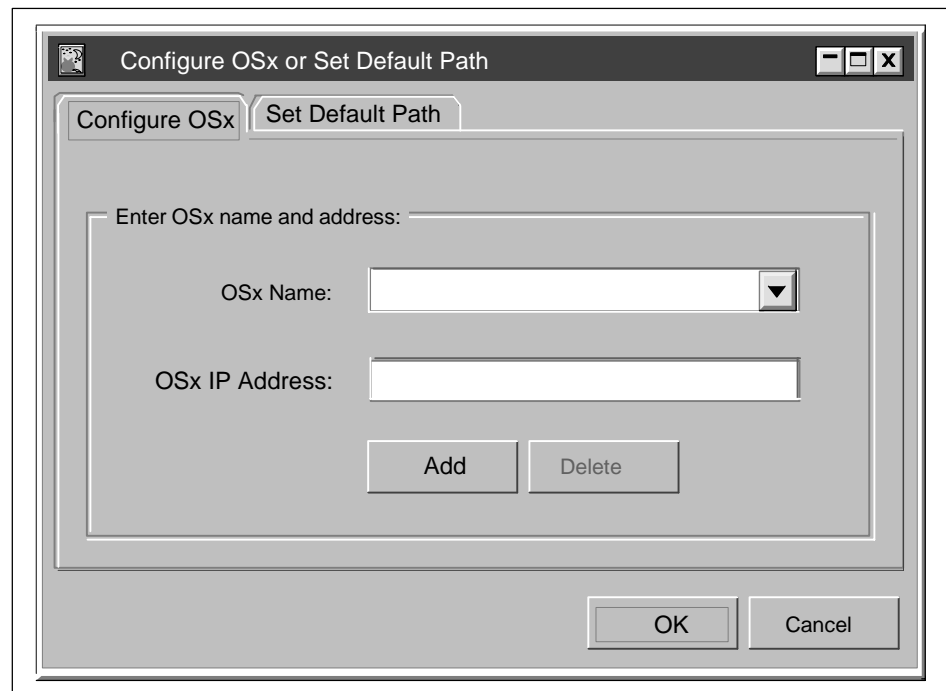 Configure OSx or Set Default Path
Configure OSx
Set Default Path
Enter OSx name and address:
OSx Name:
OSx IP Address:
Add
Delete
OK
Cancel